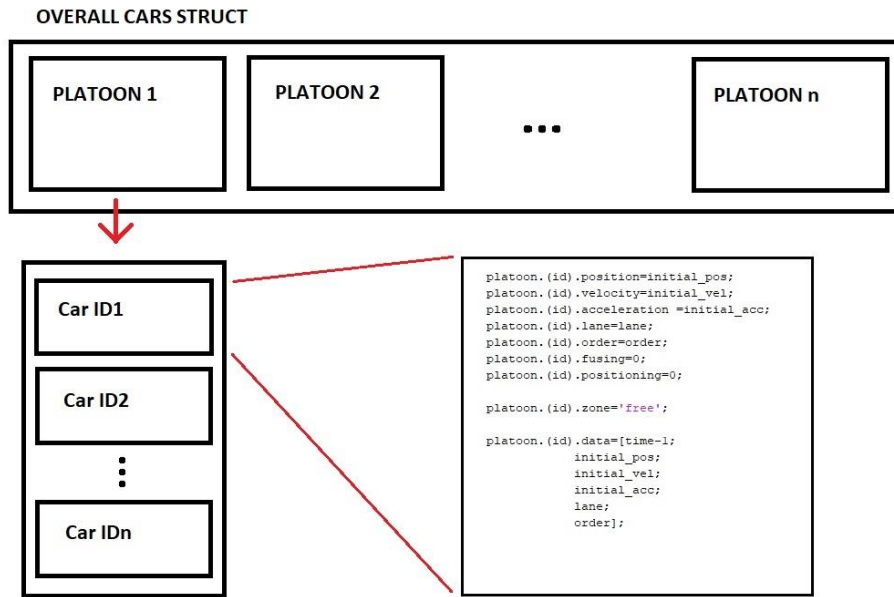 OVERALL CARS STRUCT
PLATOON 1
PLATOON 2
...
PLATOON n
Car ID1
Car ID2
Car IDn
platoon.(id).position=initial_pos;
platoon.(id).velocity=initial_vel;
platoon.(id).acceleration =initial_acc;
platoon.(id).lane=lane;
platoon.(id).order=order;
platoon.(id).fusing=0;
platoon.(id).positioning=0;
platoon.(id).zone='free';
platoon.(id).data=[time-1;
initial_pos;
initial_vel;
initial_acc;
lane;
order];